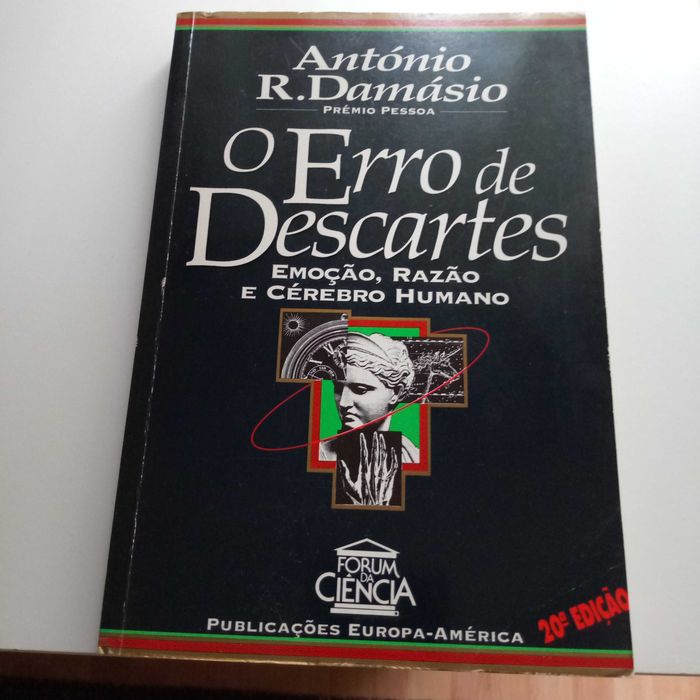 António
R. Damásio
PRÉMIO PESSOA
O Erro de
Descartes
EMOÇÃO, RAZÃO
E CÉREBRO HUMANO
FORUM
DA
CIÊNCIA
PUBLICAÇÕES EUROPA-AMÉRICA
20ª EDIÇÃO